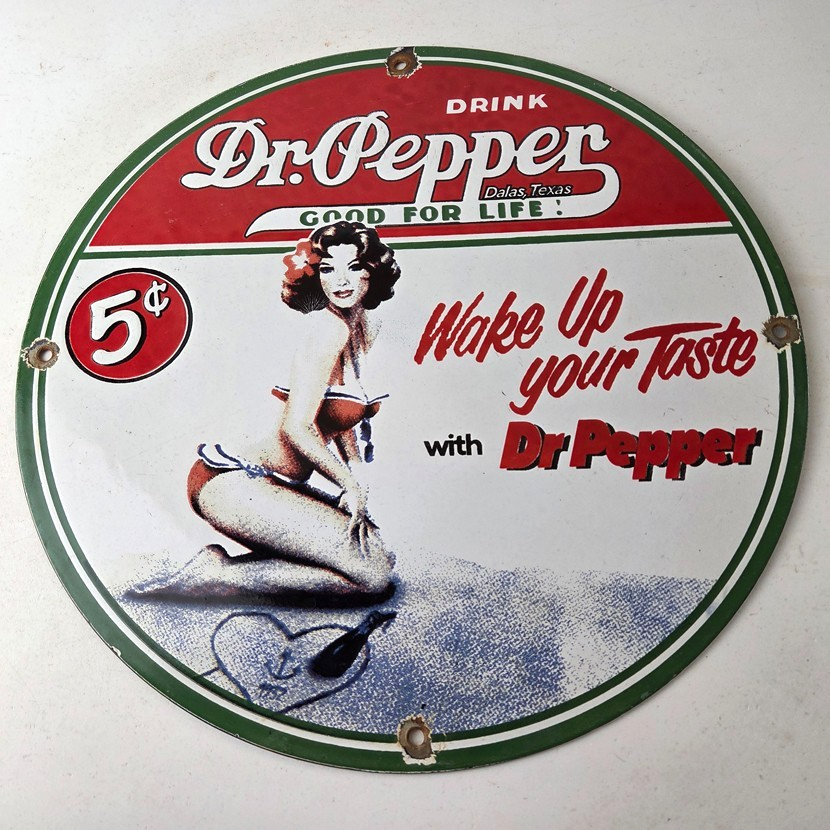 DRINK
Dr. Pepper
Dalas, Texas
GOOD FOR LIFE!
5¢
Wake Up
your Taste
with Dr Pepper